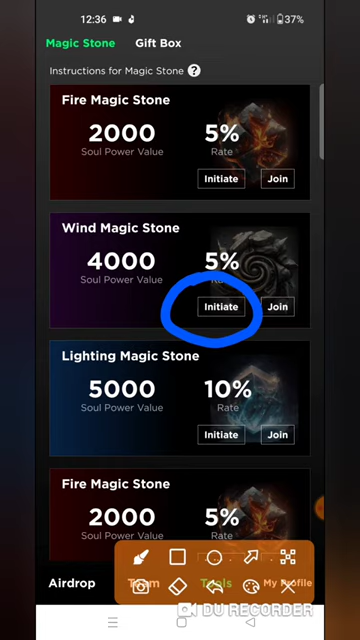 12:36
37%
Magic Stone Gift Box
Instructions for Magic Stone ?
Fire Magic Stone
2000 5%
Soul Power Value Rate
Initiate Join
Wind Magic Stone
4000 5%
Soul Power Value
Initiate Join
Lighting Magic Stone
5000 10%
Soul Power Value Rate
Initiate Join
Fire Magic Stone
2000 5%
Soul Power Value
Airdrop Team Tools My Profile
DU RECORDER